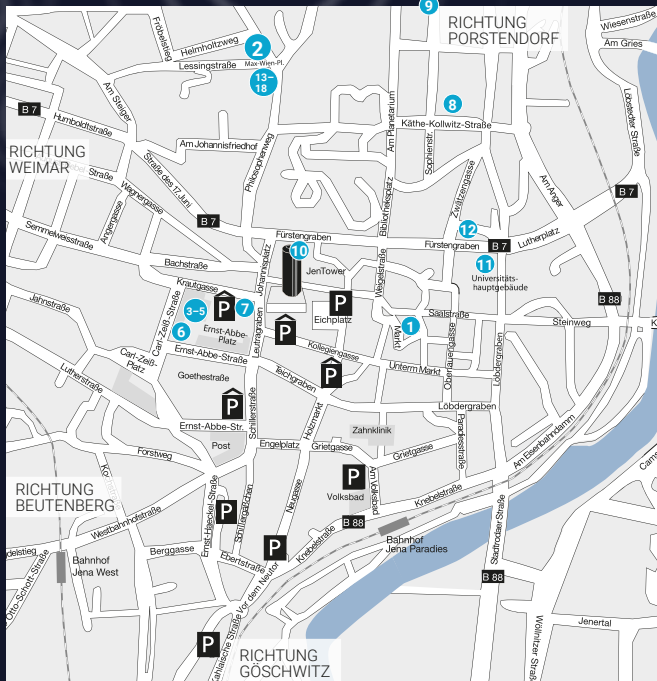 9
RICHTUNG
PORSTENDORF
Wiesenstraße
Am Gries
Fröbelstieg
Helmholtzweg
2
Lessingstraße
Max-Wien-Pl.
13–
18
Am Steiger
B 7
Humboldtstraße
8
Käthe-Kollwitz-Straße
Löbstedter Straße
Am Planetarium
Sophienstr.
Am Johannisfriedhof
Philosophenweg
RICHTUNG
WEIMAR
Straße des 17. Juni
Wagnergasse
Zwätzengasse
Am Anger
B 7
Bibliotheksplatz
Angergasse
Semmelweisstraße
B 7
Fürstengraben
12
Fürstengraben
B 7
Lutherplatz
10
JenTower
11
Universitäts-
hauptgebäude
Bachstraße
Johannisplatz
Weigelstraße
Krautgasse
Jahnstraße
Carl-Zeiß-Straße
3–5
P
7
6
Ernst-Abbe-
Platz
Leutragraben
P
Eichplatz
B 88
Saalstraße
Steinweg
K
1
Markt
P
Kollegiengasse
Oberlauengasse
Löbdergraben
Carl-Zeiß-
Platz
Ernst-Abbe-Straße
Unterm Markt
Lutherstraße
Goethestraße
Teichgraben
P
P
Schillerstraße
Holzmarkt
Löbdergraben
Ernst-Abbe-Str.
Paradiesstraße
Zahnklinik
Post
Engelplatz
Grietgasse
Grietgasse
Am Eisenbahndamm
Forstweg
P
Volksbad
Am Volksbad
Knebelstraße
RICHTUNG
BEUTENBERG
Westbahnhofstraße
Ernst-Haeckel-Straße
P
Schillergäßchen
Neugasse
B 88
Knebelstraße
Bahnhof
Jena Paradies
Stadtrodaer Straße
Bahnhof
Jena West
Otto-Schott-Straße
Berggasse
Ebertstraße
P
B 88
Vor dem Neutor
Jenertal
Wöllnitzer Straße
P
RICHTUNG
GÖSCHWITZ